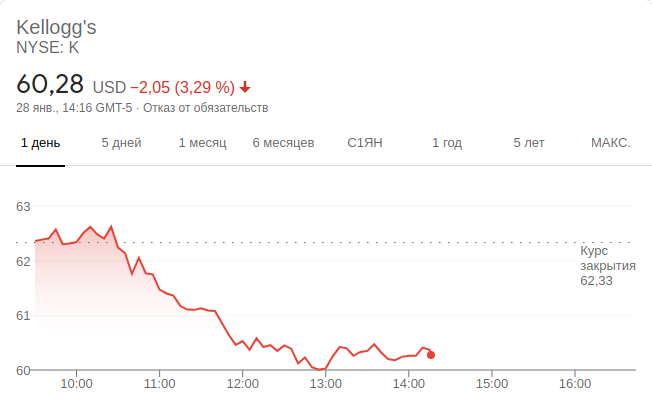 Kellogg's
NYSE: K
60,28 USD −2,05 (3,29 %)
28 янв., 14:16 GMT-5 · Отказ от обязательств
1 день 5 дней 1 месяц 6 месяцев С1ЯН 1 год 5 лет МАКС.
63
62
61
60
Курс
закрытия
62,33
10:00 11:00 12:00 13:00 14:00 15:00 16:00